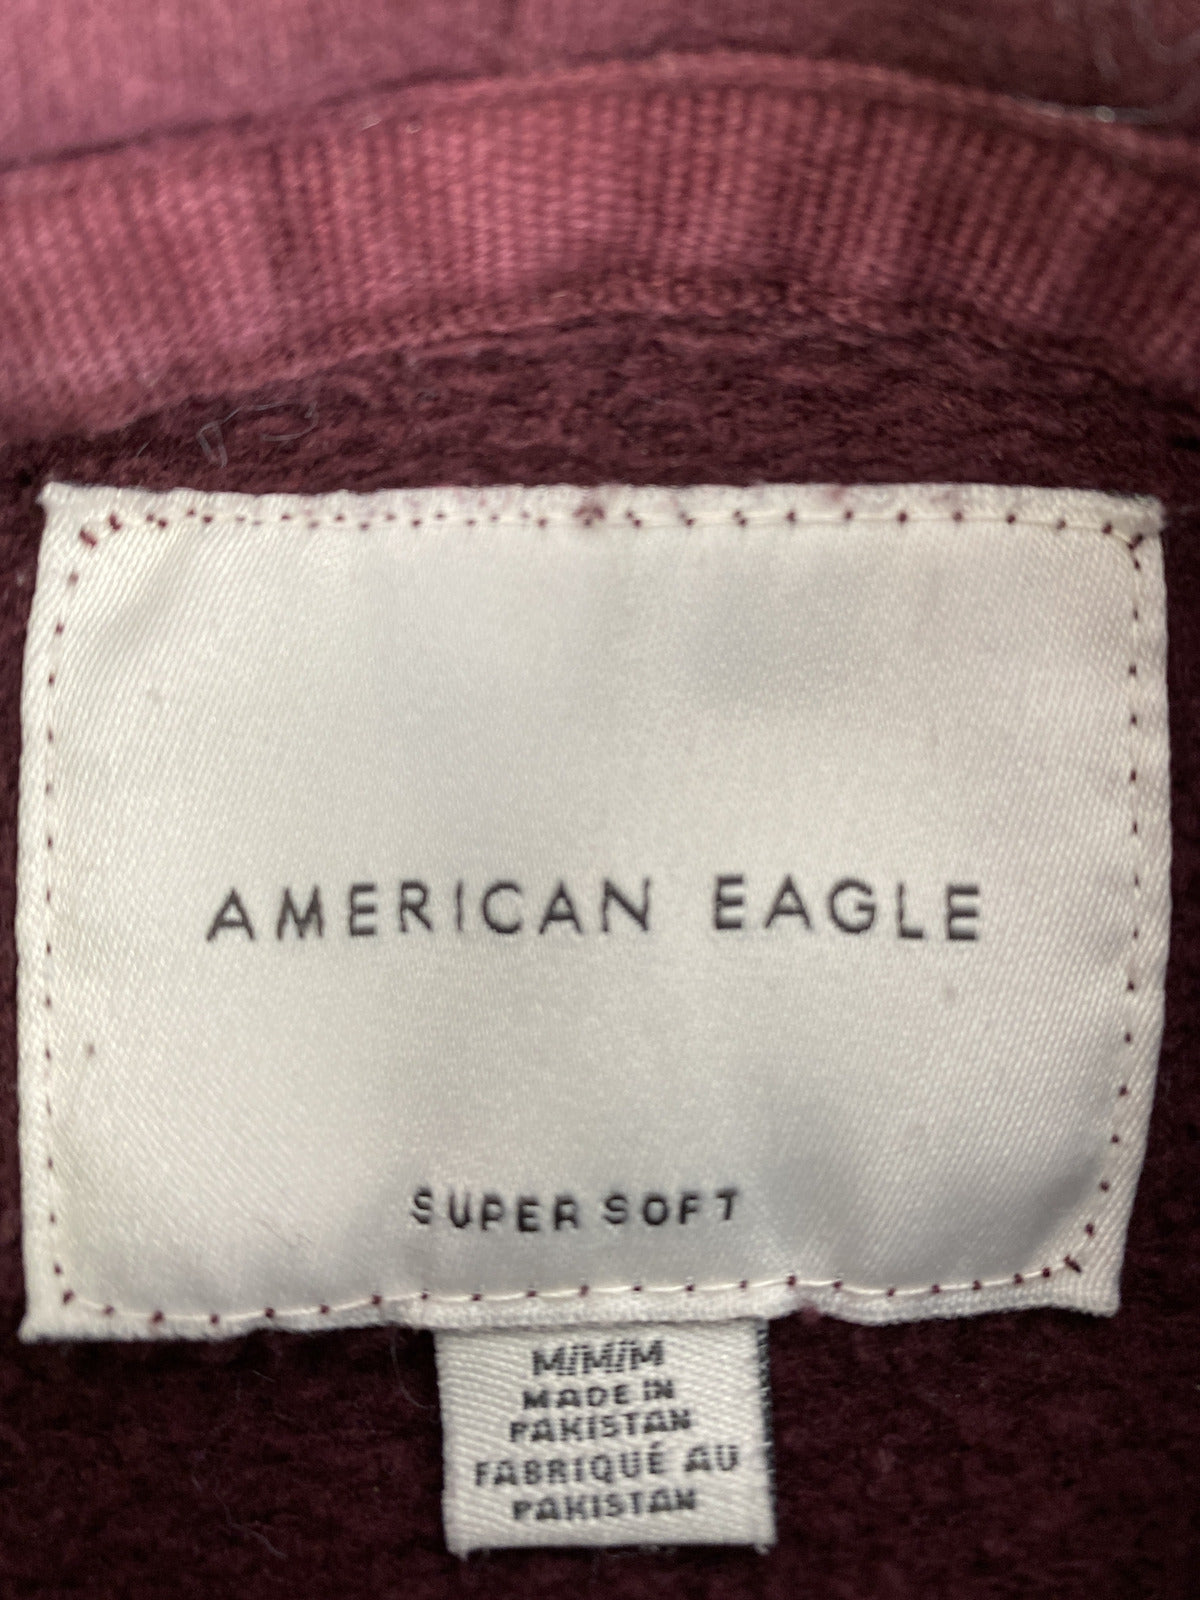 AMERICAN EAGLE
SUPER SOFT
M/M/M
MADE IN
PAKISTAN
FABRIQUÉ AU
PAKISTAN